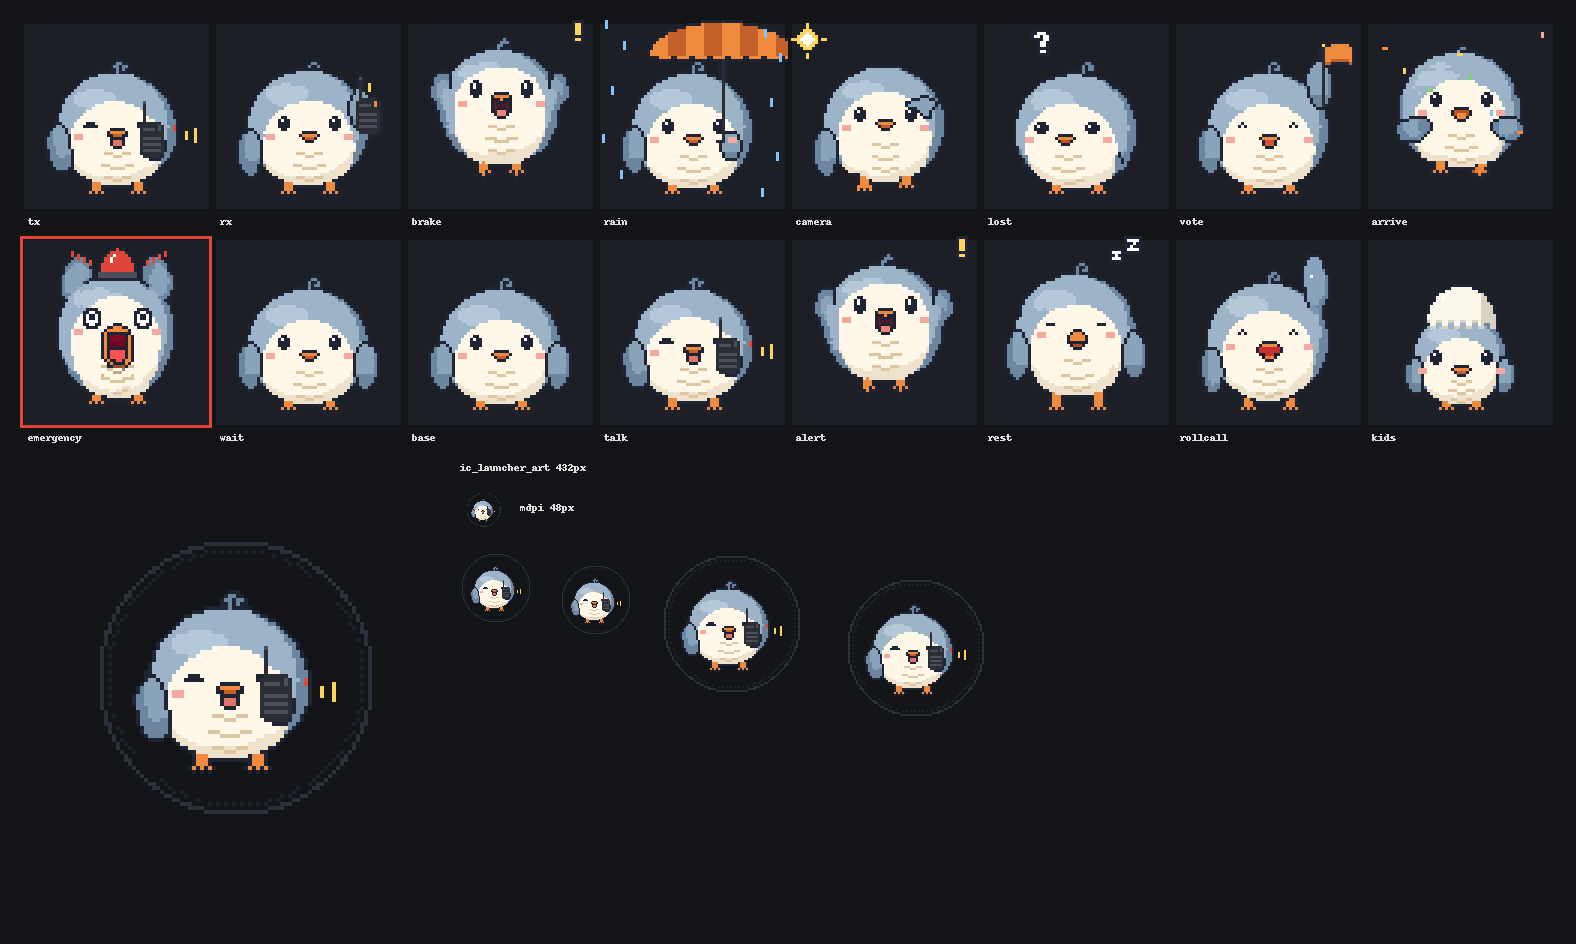 !
?
tx
rx
brake
rain
camera
lost
vote
arrive
!
z z
emergency
wait
base
talk
alert
rest
rollcall
kids
ic_launcher_art 432px
mdpi 48px